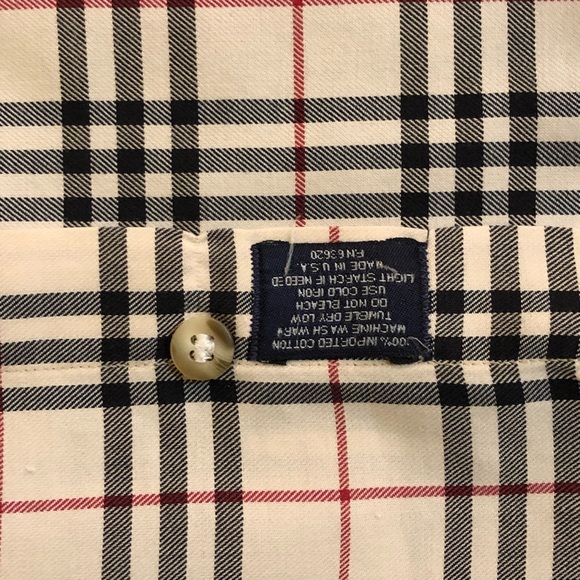 100% IMPORTED COTTON
MACHINE WASH WARM
TUMBLE DRY LOW
DO NOT BLEACH
USE COLD IRON
LIGHT STARCH IF NEEDED
MADE IN U.S.A.
F.N 63620